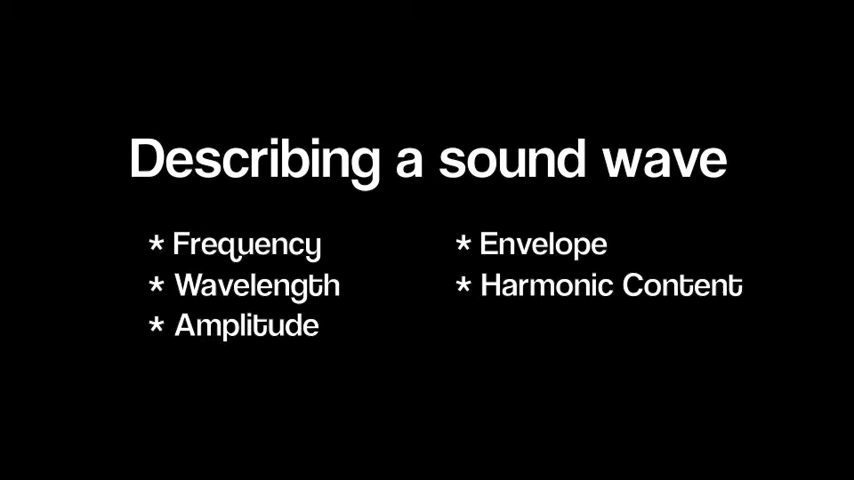 Describing a sound wave
* Frequency
* Wavelength
* Amplitude
* Envelope
* Harmonic Content